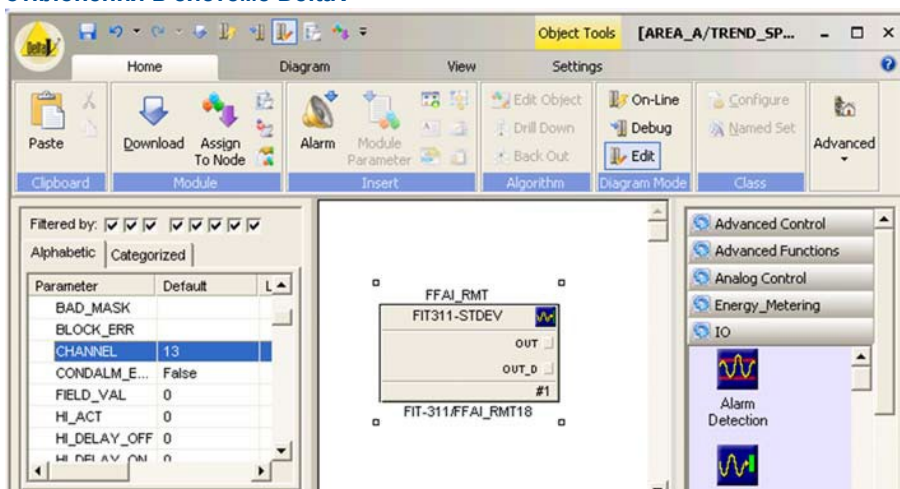 DeltaV
Object Tools [AREA_A/TREND_SP...
Home Diagram View Settings
Paste
Download
Assign To Node
Alarm
Module Parameter
Edit Object
Drill Down
Back Out
On-Line
Debug
Edit
Configure
Named Set
Advanced
Clipboard Module Insert Algorithm Diagram Mode Class
Filtered by:
Alphabetic Categorized
Parameter Default L
BAD_MASK
BLOCK_ERR
CHANNEL 13
CONDALM_E... False
FIELD_VAL 0
HI_ACT 0
HI_DELAY_OFF 0
HI_DELAY_ON 0
FFAI_RMT
FIT311-STDEV
OUT
OUT_D
#1
FIT-311/FFAI_RMT18
Advanced Control
Advanced Functions
Analog Control
Energy_Metering
IO
Alarm
Detection